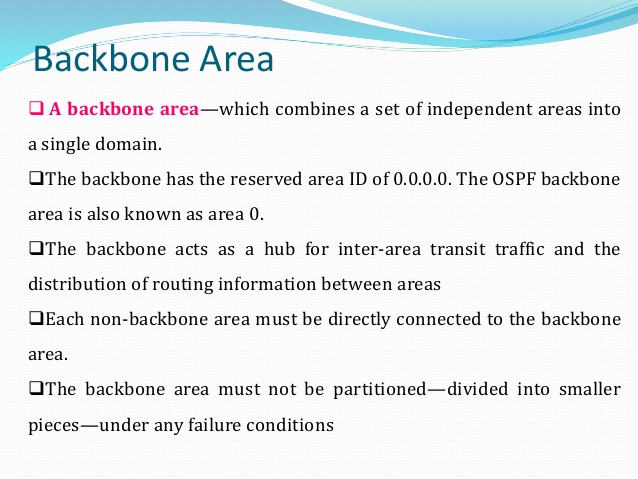 Backbone Area
❑ A backbone area—which combines a set of independent areas into
a single domain.
❑The backbone has the reserved area ID of 0.0.0.0. The OSPF backbone
area is also known as area 0.
❑The backbone acts as a hub for inter-area transit traffic and the
distribution of routing information between areas
❑Each non-backbone area must be directly connected to the backbone
area.
❑The backbone area must not be partitioned—divided into smaller
pieces—under any failure conditions